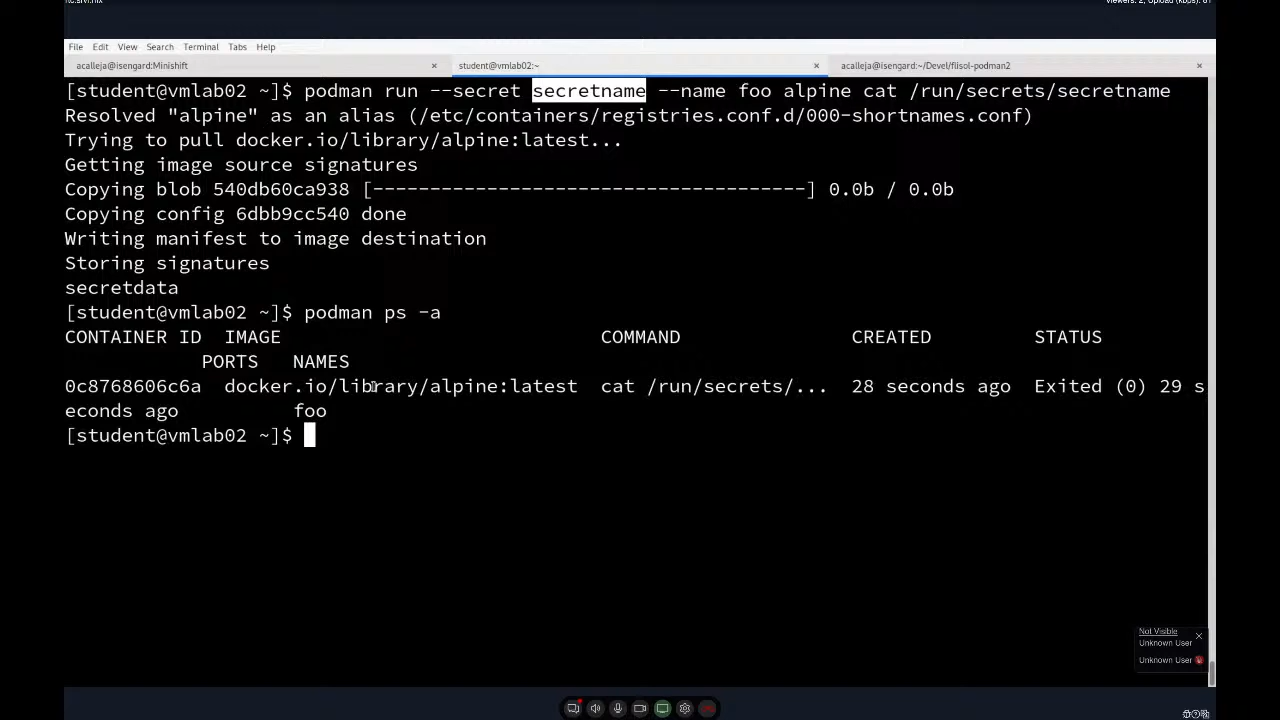 Viewers: 2, Upload (kbps): 61
File Edit View Search Terminal Tabs Help
acalleja@isengard:Minishift × student@vmlab02:~ × acalleja@isengard:~/Devel/flisol-podman2 ×
[student@vmlab02 ~]$ podman run --secret secretname --name foo alpine cat /run/secrets/secretname
Resolved "alpine" as an alias (/etc/containers/registries.conf.d/000-shortnames.conf)
Trying to pull docker.io/library/alpine:latest...
Getting image source signatures
Copying blob 540db60ca938 [--------------------------------------] 0.0b / 0.0b
Copying config 6dbb9cc540 done
Writing manifest to image destination
Storing signatures
secretdata
[student@vmlab02 ~]$ podman ps -a
CONTAINER ID  IMAGE                            COMMAND               CREATED         STATUS
            PORTS   NAMES
0c8768606c6a  docker.io/library/alpine:latest  cat /run/secrets/...  28 seconds ago  Exited (0) 29 s
econds ago          foo
[student@vmlab02 ~]$
Not Visible
Unknown User
Unknown User